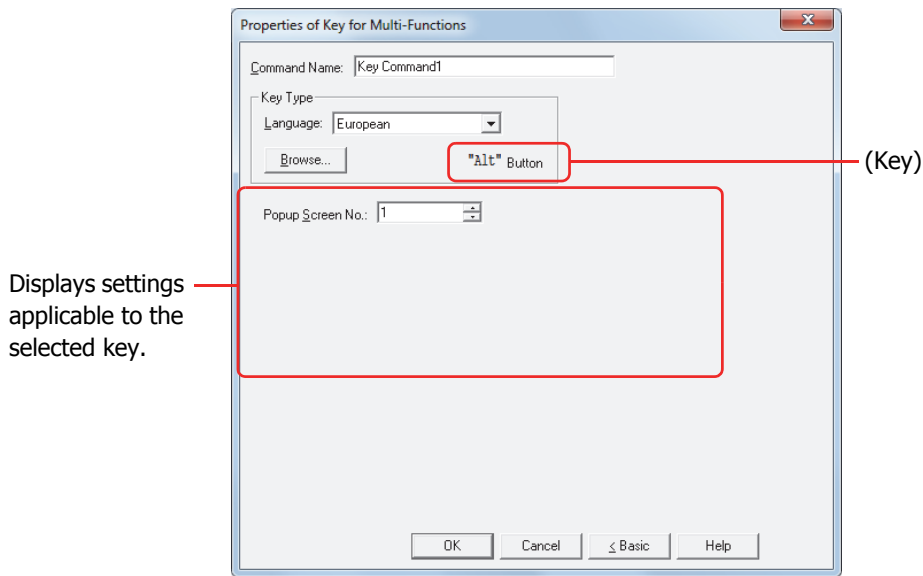 Properties of Key for Multi-Functions
Command Name: Key Command1
Key Type
Language: European
Browse... "Alt" Button
(Key)
Popup Screen No.: 1
Displays settings
applicable to the
selected key.
OK Cancel < Basic Help